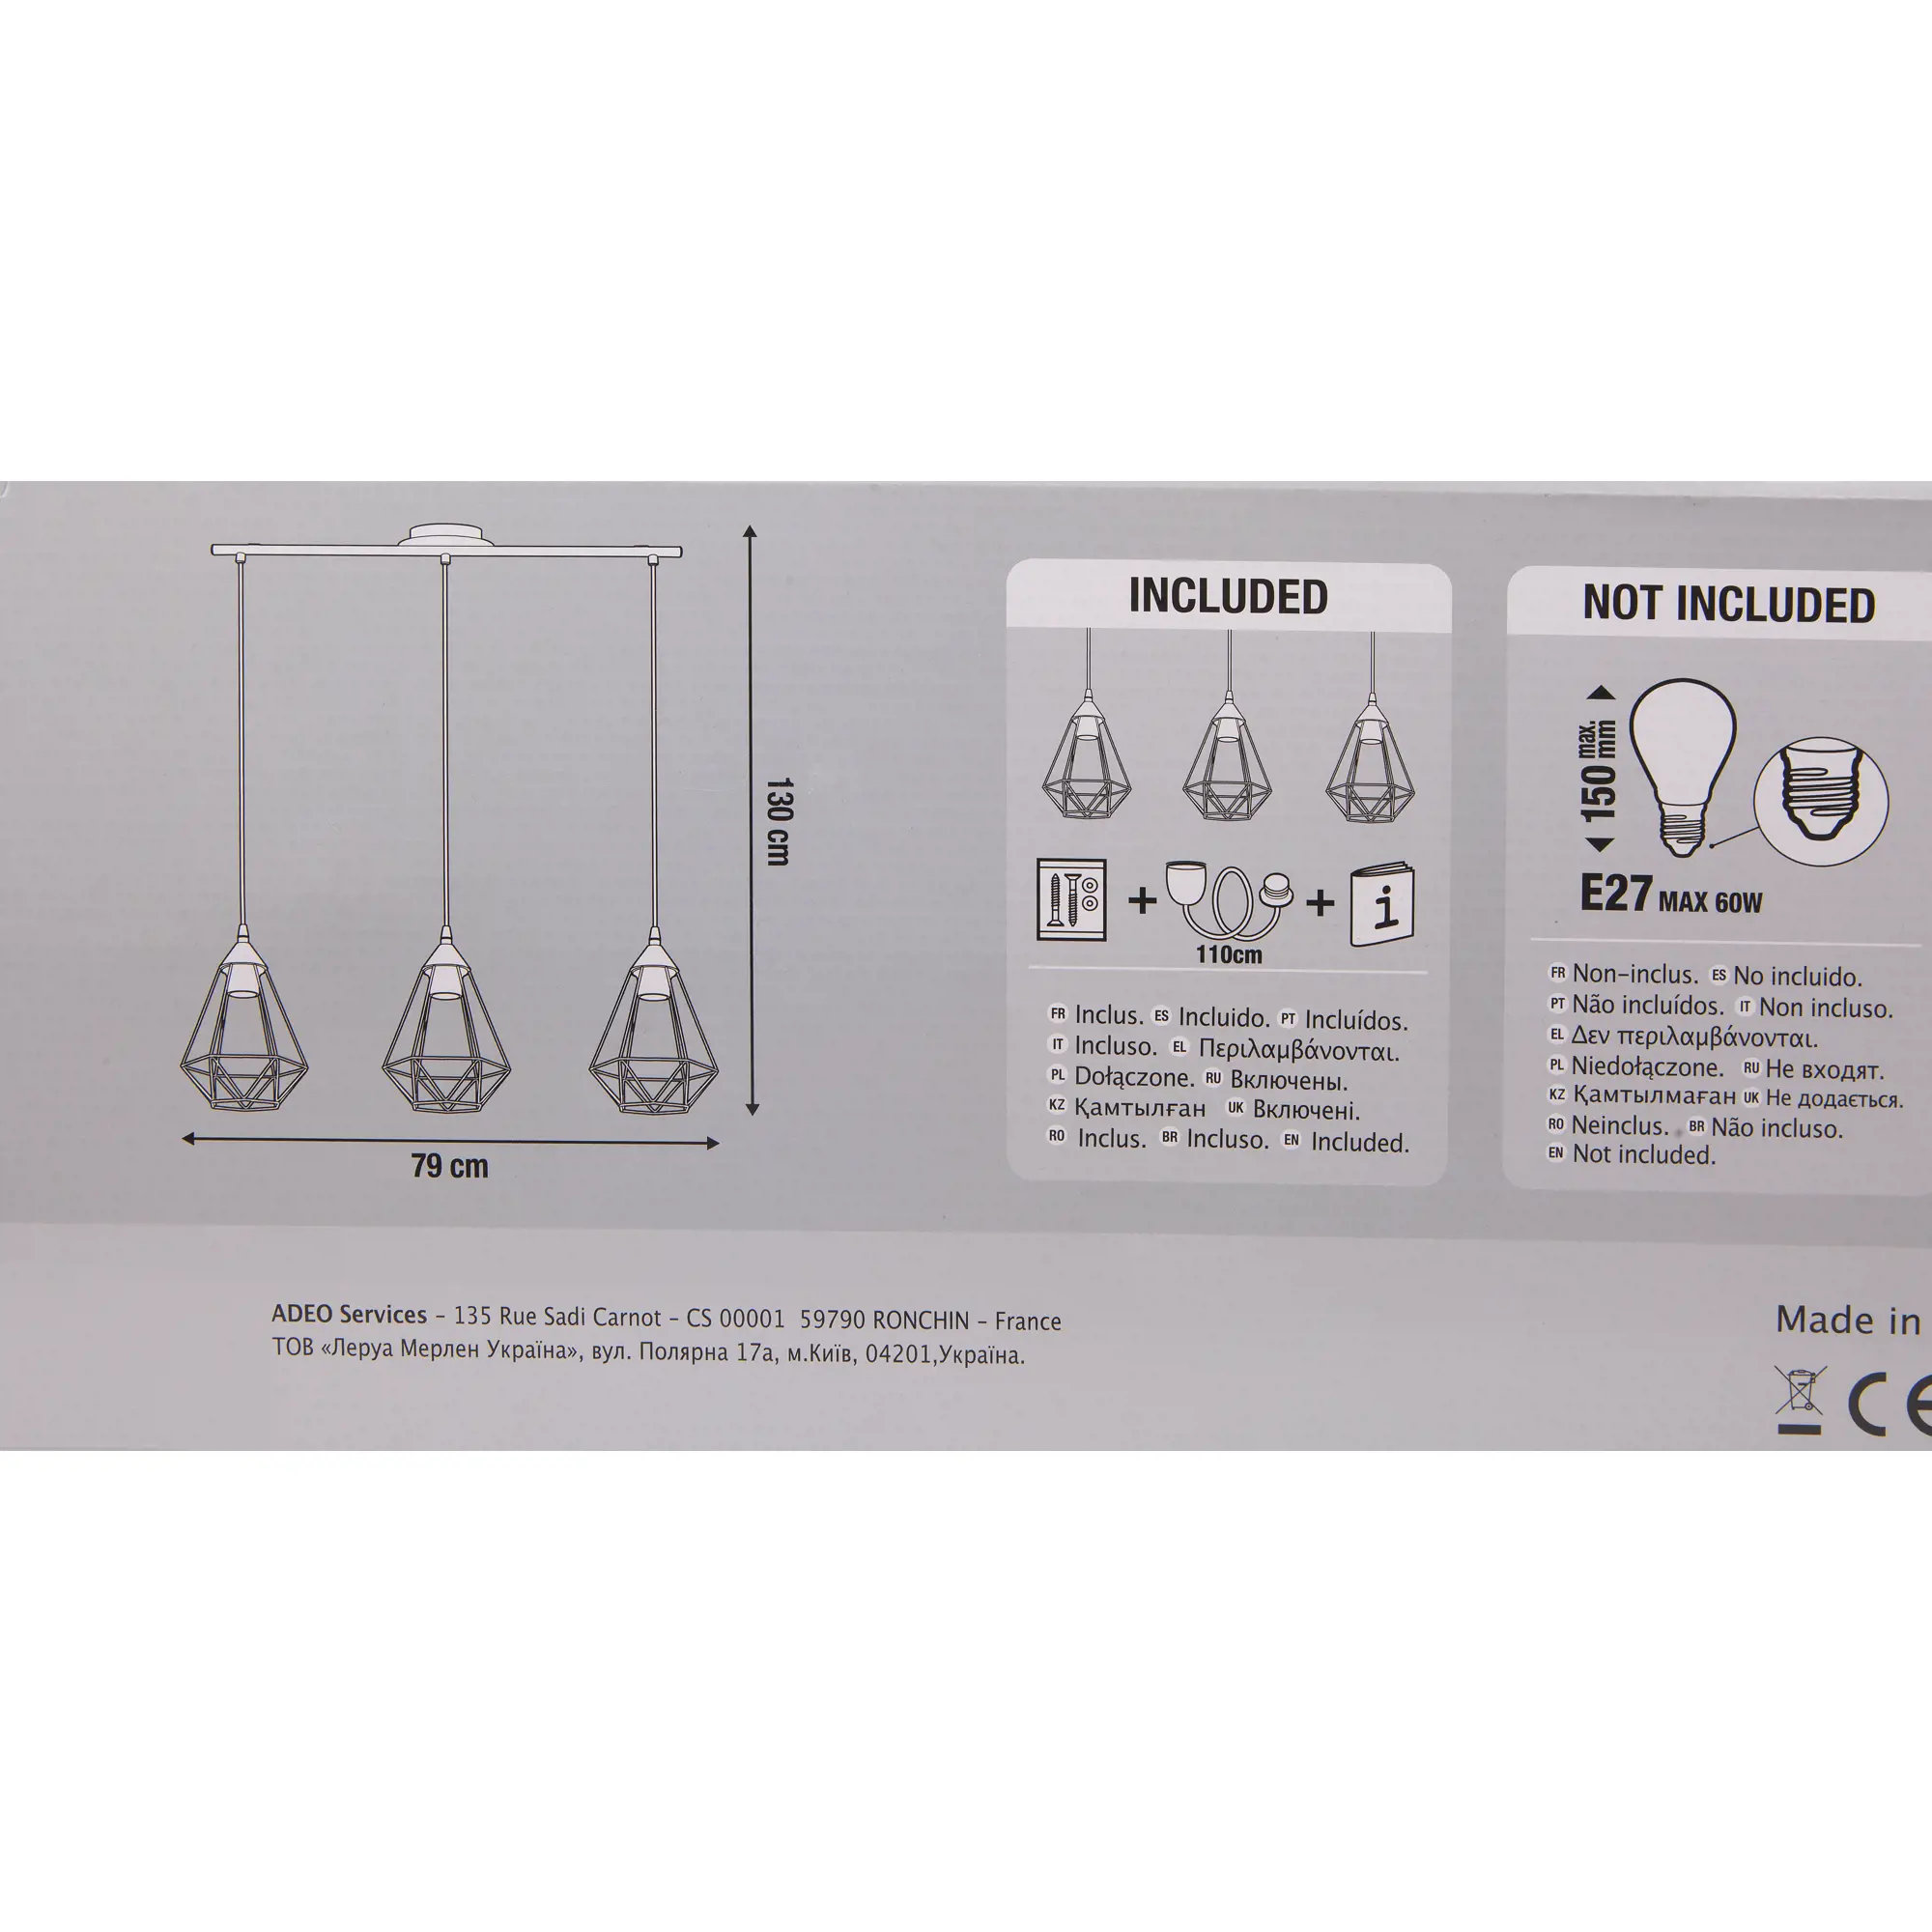 130 cm
79 cm
INCLUDED
+ + i
110cm
FR Inclus. ES Incluido. PT Incluídos.
IT Incluso. EL Περιλαμβάνονται.
PL Dołączone. RU Включены.
KZ Қамтылған UK Включені.
RO Inclus. BR Incluso. EN Included.
NOT INCLUDED
150 max. mm
E27 MAX 60W
FR Non-inclus. ES No incluido.
PT Não incluídos. IT Non incluso.
EL Δεν περιλαμβάνονται.
PL Niedołączone. RU Не входят.
KZ Қамтылмаған UK Не додається.
RO Neinclus. BR Não incluso.
EN Not included.
ADEO Services - 135 Rue Sadi Carnot - CS 00001 59790 RONCHIN - France
ТОВ «Леруа Мерлен Україна», вул. Полярна 17а, м.Київ, 04201,Україна.
Made in
CE